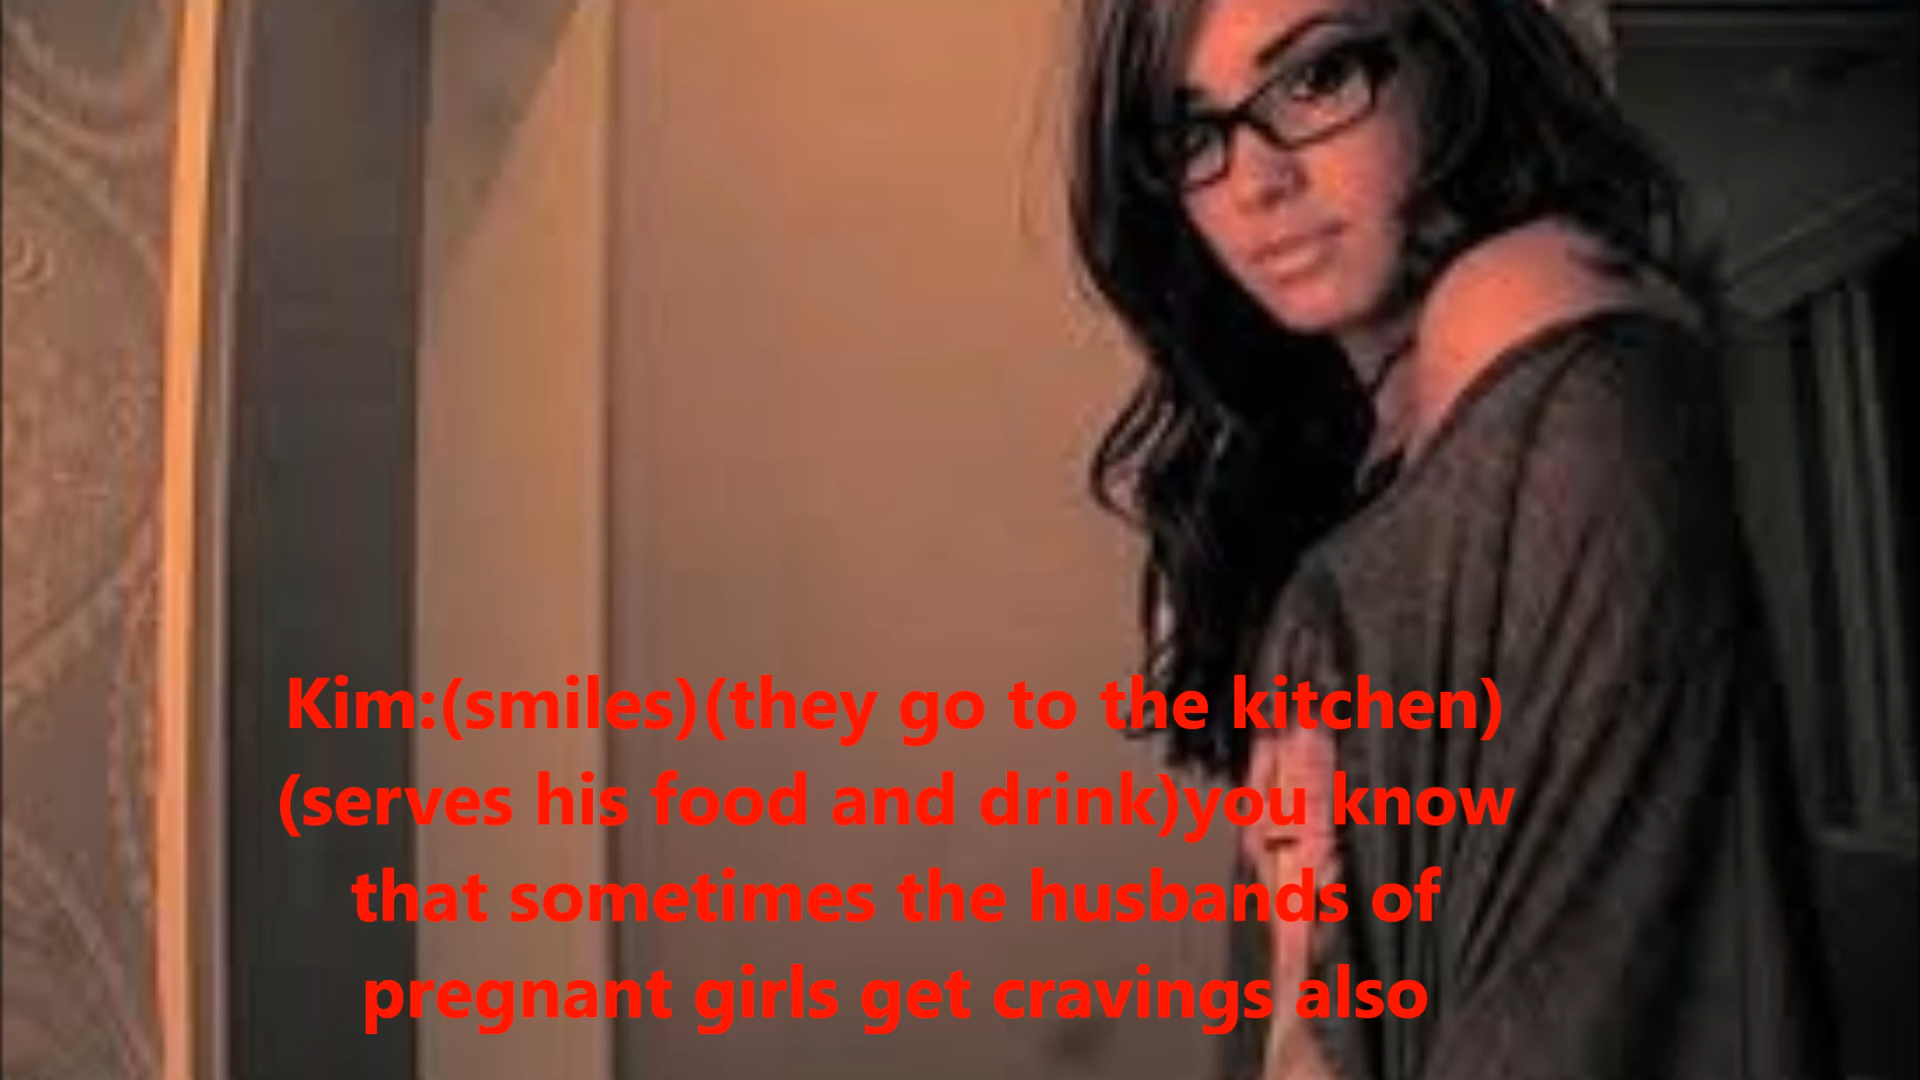 Kim:(smiles)(they go to the kitchen)
(serves his food and drink)you know
that sometimes the husbands of
pregnant girls get cravings also